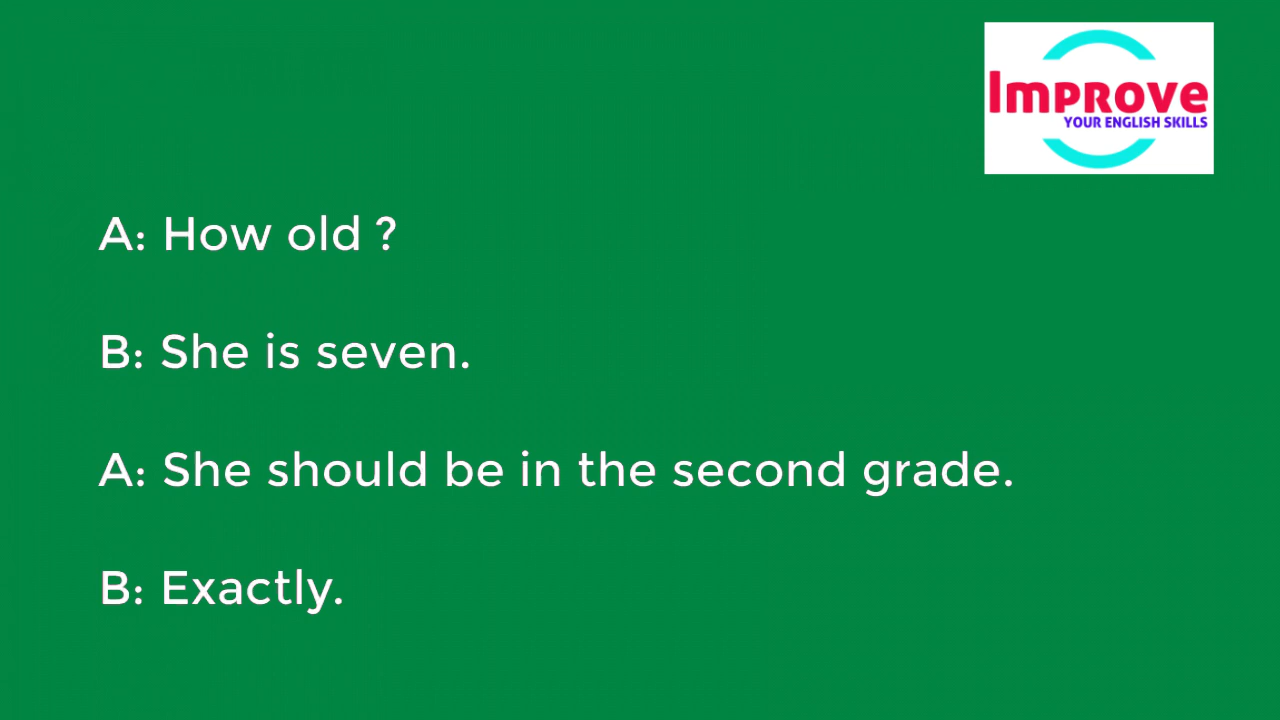 Improve
YOUR ENGLISH SKILLS
A: How old ?
B: She is seven.
A: She should be in the second grade.
B: Exactly.